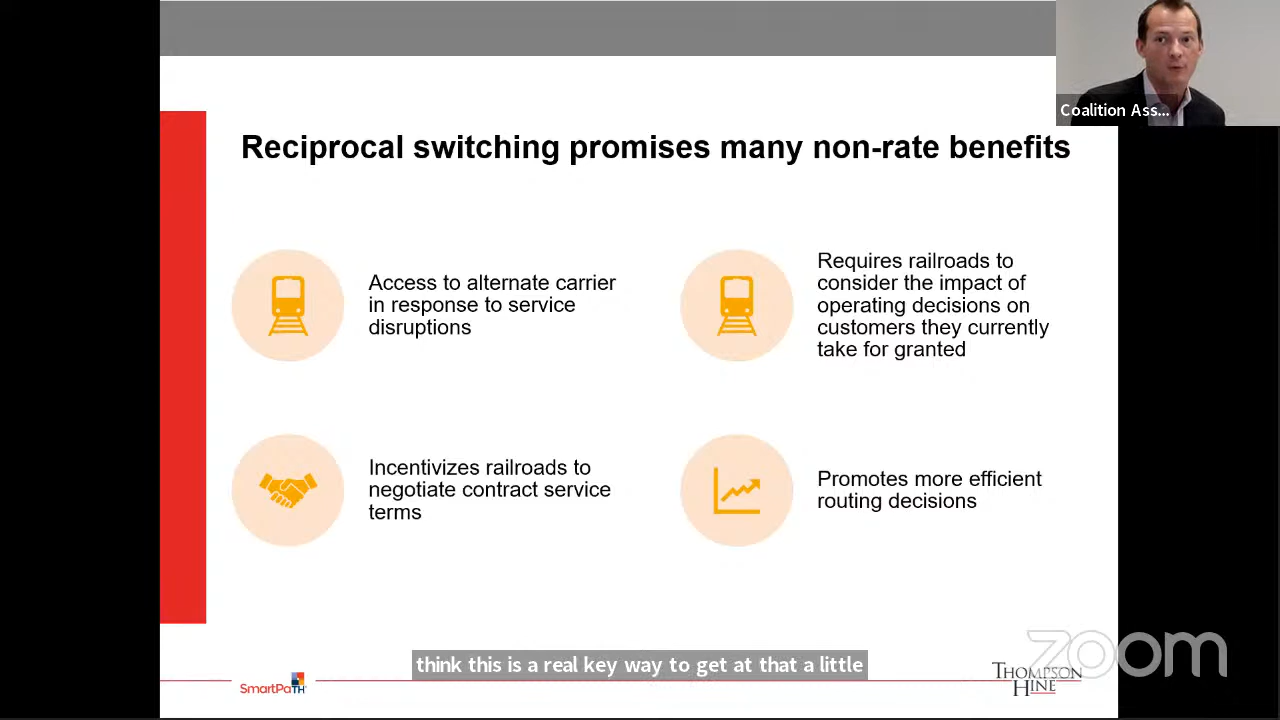 Coalition Ass...
Reciprocal switching promises many non-rate benefits
Access to alternate carrier
in response to service
disruptions
Requires railroads to
consider the impact of
operating decisions on
customers they currently
take for granted
Incentivizes railroads to
negotiate contract service
terms
Promotes more efficient
routing decisions
think this is a real key way to get at that a little
zoom
SmartPaTH
THOMPSON
HINE